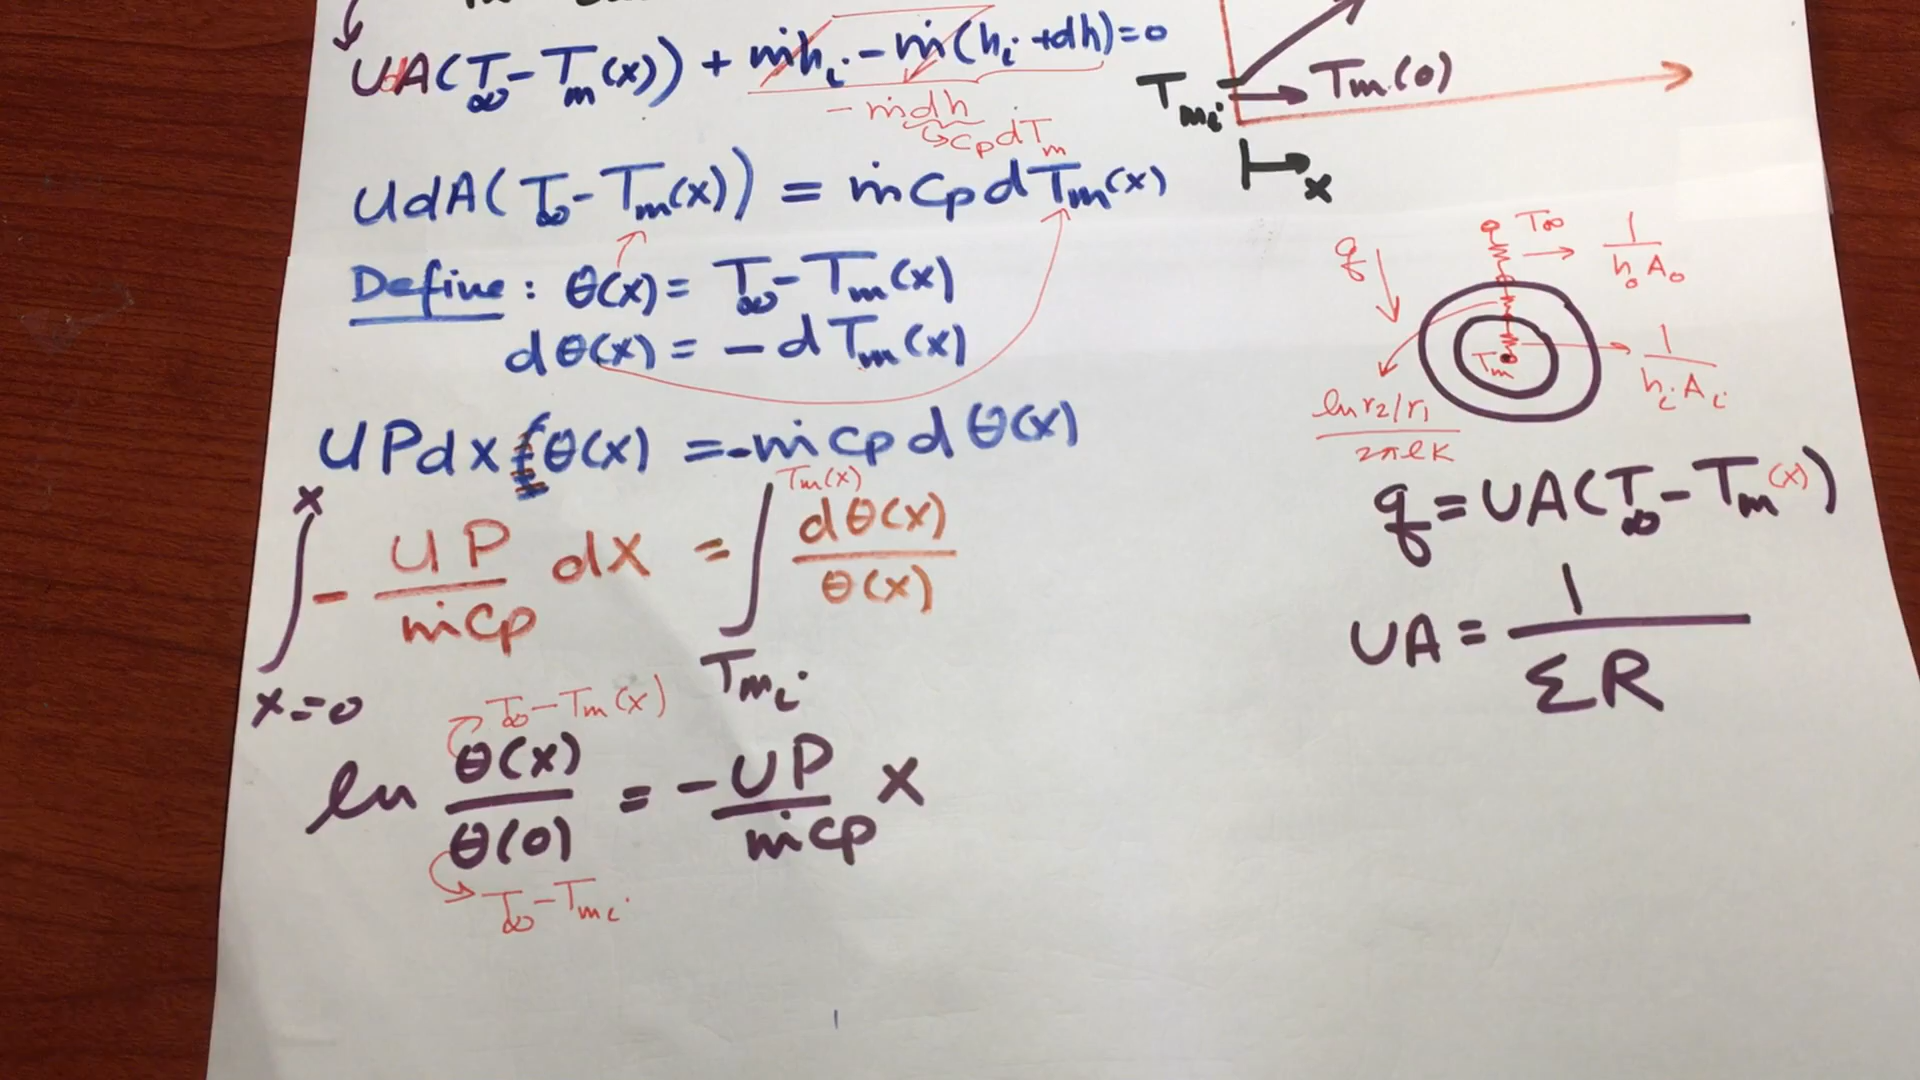 UdA(T∞ - Tm(x)) + ṁhi - ṁ(hi + dh) = 0
- ṁdh
cp dTm
UdA(T∞ - Tm(x)) = ṁCp dTm(x)
Define: θ(x) = T∞ - Tm(x)
dθ(x) = - dTm(x)
UPdx θ(x) = -ṁcp dθ(x)
∫ x=0 x - UP/ṁcp dx = ∫ Tmi Tm(x) dθ(x)/θ(x)
T∞ - Tm(x)
ln θ(x)/θ(0) = - UP/ṁcp x
T∞ - Tmi
Tmi Tm(0)
x
q T∞ 1/hoAo
Tm 1/hiAi
ln r2/r1 / 2πlk
q = UA(T∞ - Tm(x))
UA = 1/ΣR